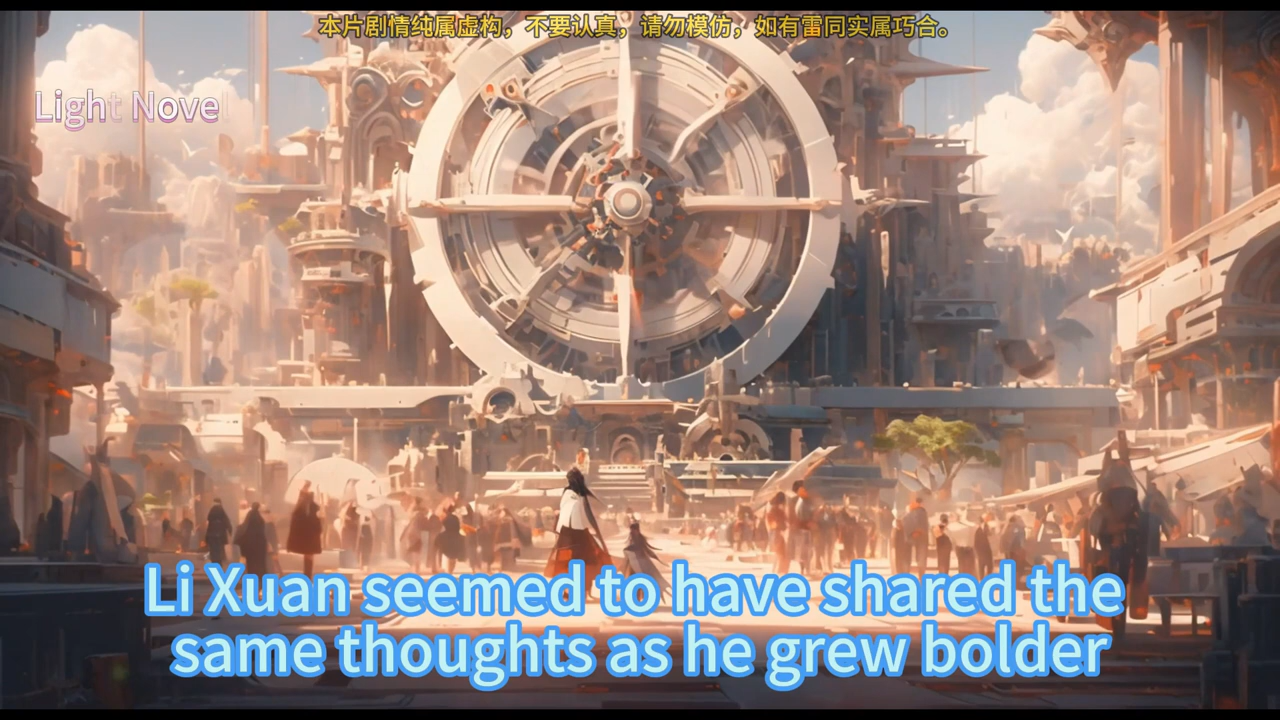 本片剧情纯属虚构，不要认真，请勿模仿，如有雷同实属巧合。
Light Novel
Li Xuan seemed to have shared the
same thoughts as he grew bolder